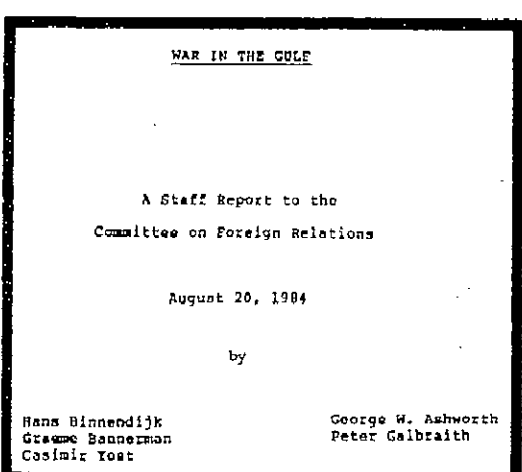 WAR IN THE GULF
A Staff Report to the
Committee on Foreign Relations
August 20, 1984
by
Hans Binnendijk
Graeme Bannerman
Casimir Yost
George W. Ashworth
Peter Galbraith